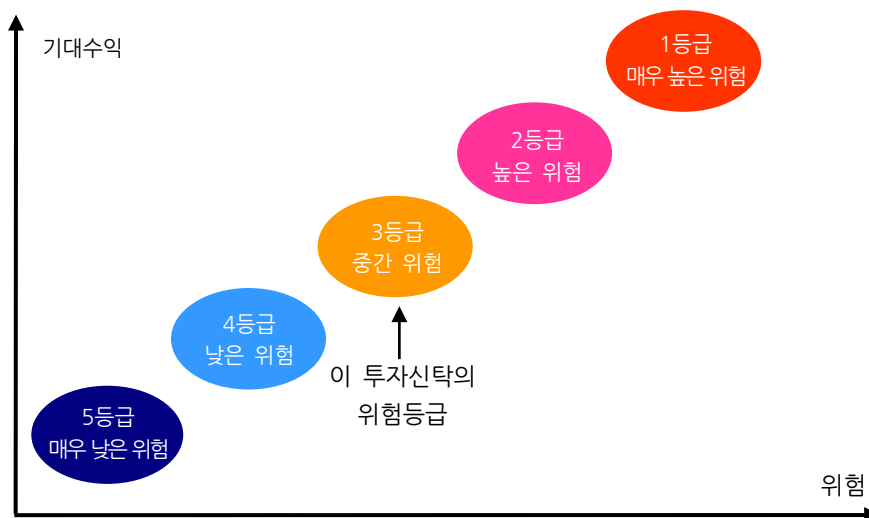 기대수익
1등급
매우 높은 위험
2등급
높은 위험
3등급
중간 위험
4등급
낮은 위험
이 투자신탁의
위험등급
5등급
매우 낮은 위험
위험